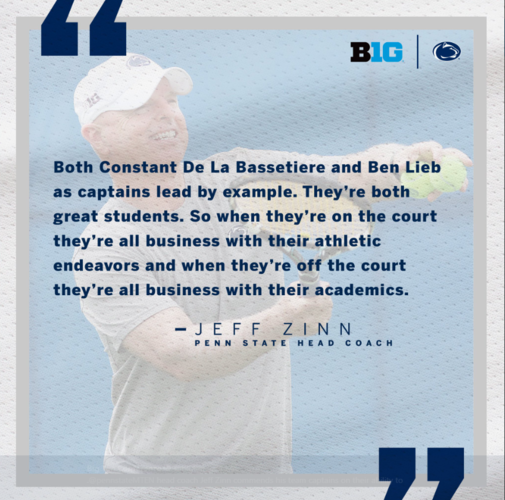 B1G
Both Constant De La Bassetiere and Ben Lieb
as captains lead by example. They're both
great students. So when they're on the court
they're all business with their athletic
endeavors and when they're off the court
they're all business with their academics.
– JEFF ZINN
PENN STATE HEAD COACH